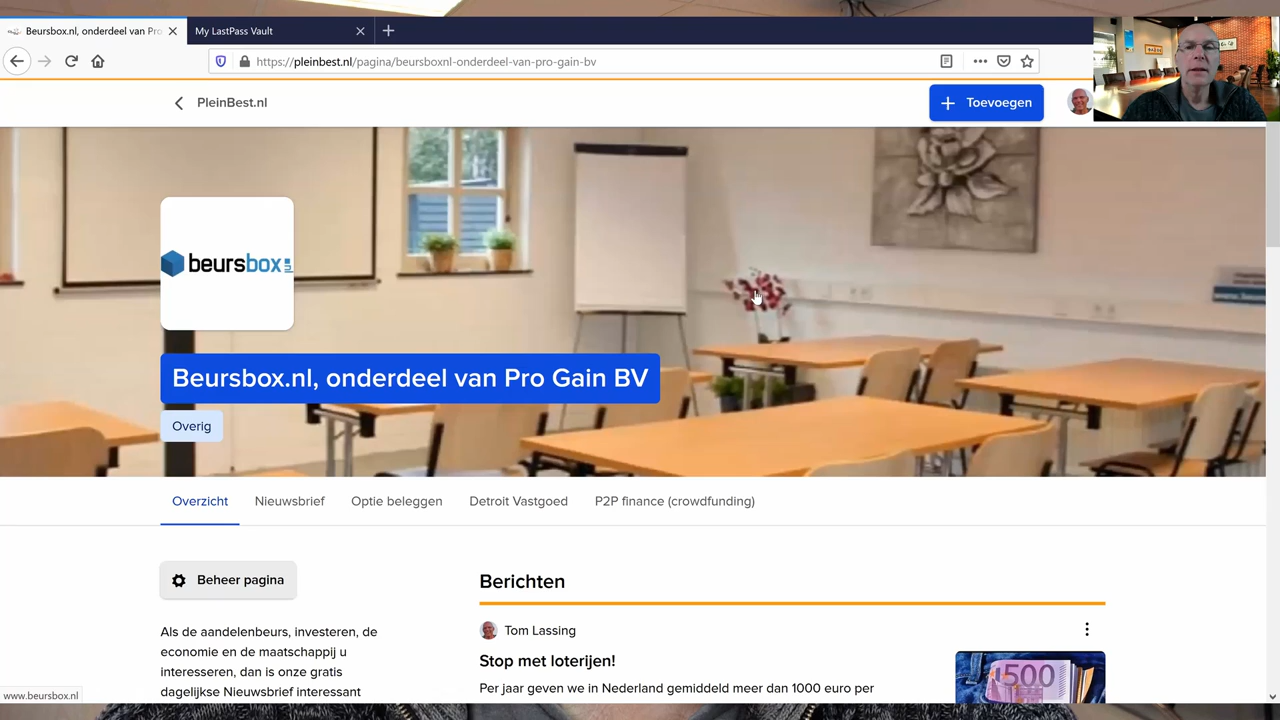 Beursbox.nl, onderdeel van Pro
My LastPass Vault
https://pleinbest.nl/pagina/beursboxnl-onderdeel-van-pro-gain-bv
PleinBest.nl
Toevoegen
beursbox
Beursbox.nl, onderdeel van Pro Gain BV
Overig
Overzicht
Nieuwsbrief
Optie beleggen
Detroit Vastgoed
P2P finance (crowdfunding)
Beheer pagina
Als de aandelenbeurs, investeren, de
economie en de maatschappij u
interesseren, dan is onze gratis
dagelijkse Nieuwsbrief interessant
Berichten
Tom Lassing
Stop met loterijen!
Per jaar geven we in Nederland gemiddeld meer dan 1000 euro per
500
www.beursbox.nl